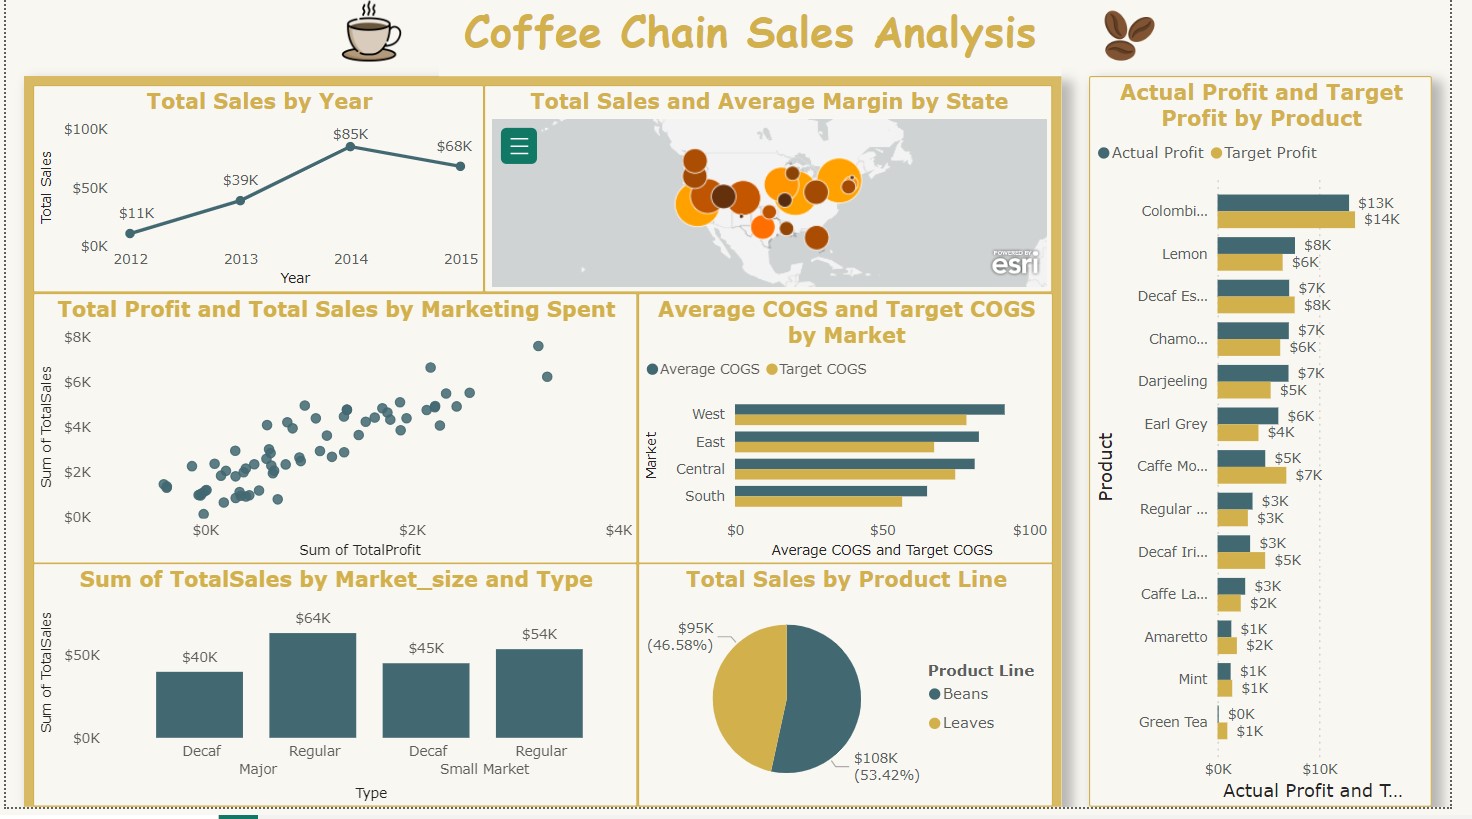 Coffee Chain Sales Analysis
Total Sales by Year
$100K
$50K
$0K
Total Sales
$11K
$39K
$85K
$68K
2012
2013
2014
2015
Year
Total Sales and Average Margin by State
POWERED BY
esri
Total Profit and Total Sales by Marketing Spent
Sum of TotalSales
$8K
$6K
$4K
$2K
$0K
$0K
$2K
$4K
Sum of TotalProfit
Average COGS and Target COGS
by Market
Average COGS
Target COGS
Market
West
East
Central
South
$0
$50
$100
Average COGS and Target COGS
Sum of TotalSales by Market_size and Type
Sum of TotalSales
$50K
$0K
$40K
$64K
$45K
$54K
Decaf
Regular
Decaf
Regular
Major
Small Market
Type
Total Sales by Product Line
$95K
(46.58%)
$108K
(53.42%)
Product Line
Beans
Leaves
Actual Profit and Target
Profit by Product
Actual Profit
Target Profit
Product
Colombi...
$13K
$14K
Lemon
$8K
$6K
Decaf Es...
$7K
$8K
Chamo...
$7K
$6K
Darjeeling
$7K
$5K
Earl Grey
$6K
$4K
Caffe Mo...
$5K
$7K
Regular ...
$3K
$3K
Decaf Iri...
$3K
$5K
Caffe La...
$3K
$2K
Amaretto
$1K
$2K
Mint
$1K
$1K
Green Tea
$0K
$1K
$0K
$10K
Actual Profit and T...